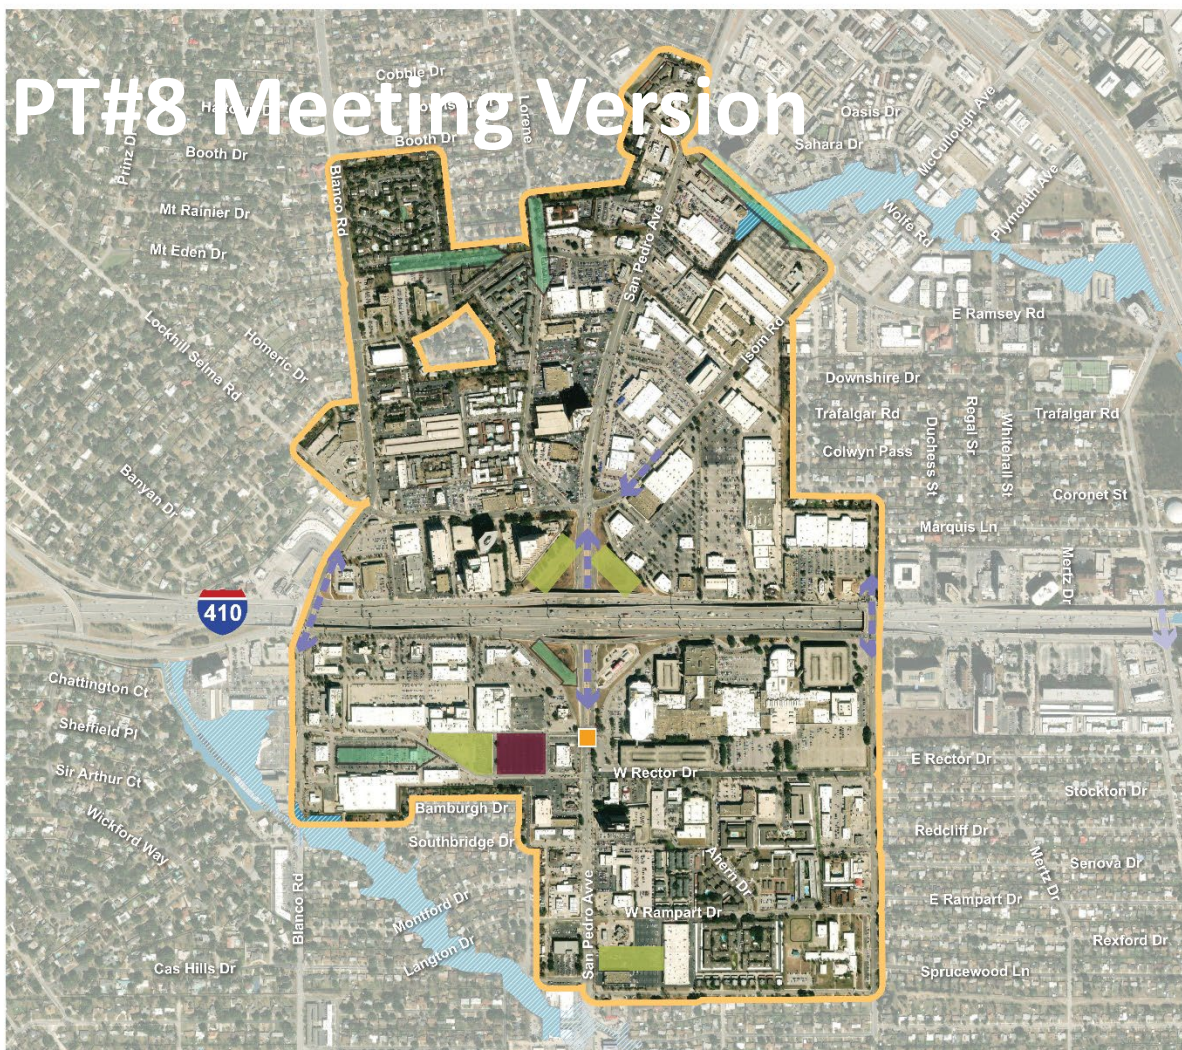 PT#8 Meeting Version
Cobble Dr
Lorene
Booth Dr
Prinz Dr
Booth Dr
Blanco Rd
Mt Rainier Dr
Mt Eden Dr
Lockhill Selma Rd
Homeric Dr
Banyan Dr
San Pedro Ave
Isom Rd
Oasis Dr
Sahara Dr
McCullough Ave
Plymouth Ave
Wolfe Rd
E Ramsey Rd
Downshire Dr
Trafalgar Rd
Trafalgar Rd
Colwyn Pass
Duchess St
Regal Sr
Whitehall St
Coronet St
Marquis Ln
Mertz Dr
410
Chattington Ct
Sheffield Pl
Sir Arthur Ct
Wickford Way
Blanco Rd
Cas Hills Dr
Bamburgh Dr
Southbridge Dr
Montford Dr
Langton Dr
W Rector Dr
Ahern Dr
W Rampart Dr
San Pedro Avve
E Rector Dr
Stockton Dr
Redcliff Dr
Mertz Dr
Senova Dr
E Rampart Dr
Rexford Dr
Sprucewood Ln